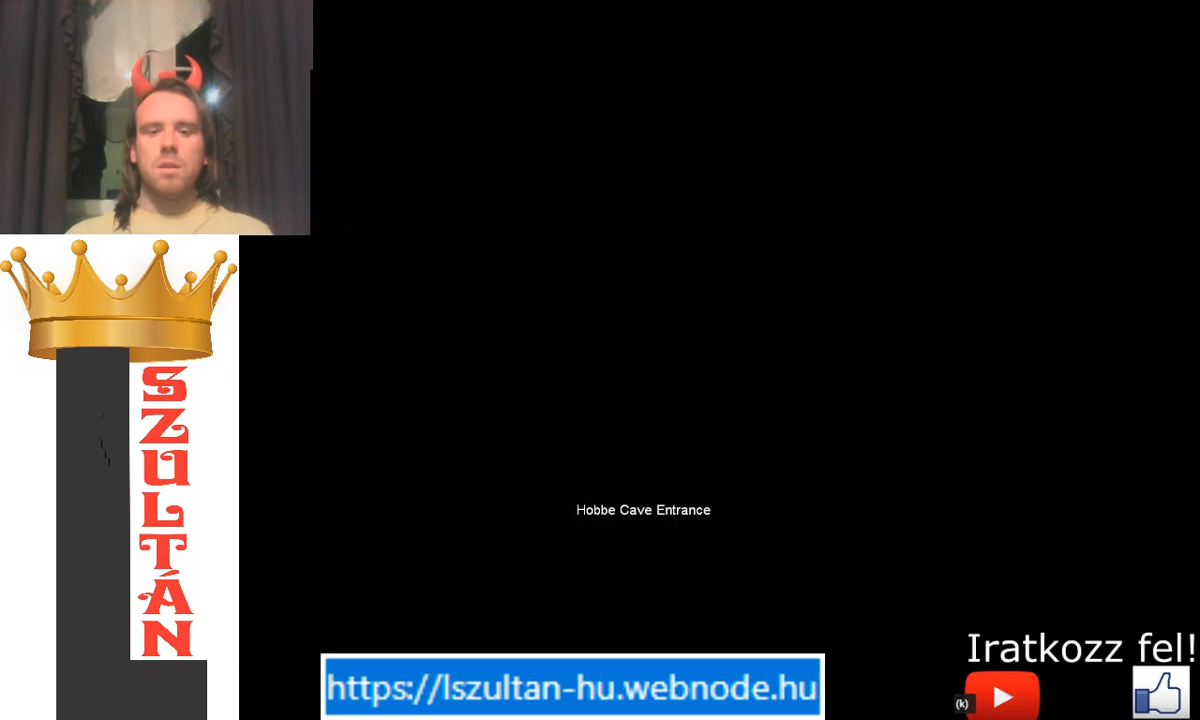 SZULTÁN
Hobbe Cave Entrance
https://lszultan-hu.webnode.hu
Iratkozz fel!
(k)